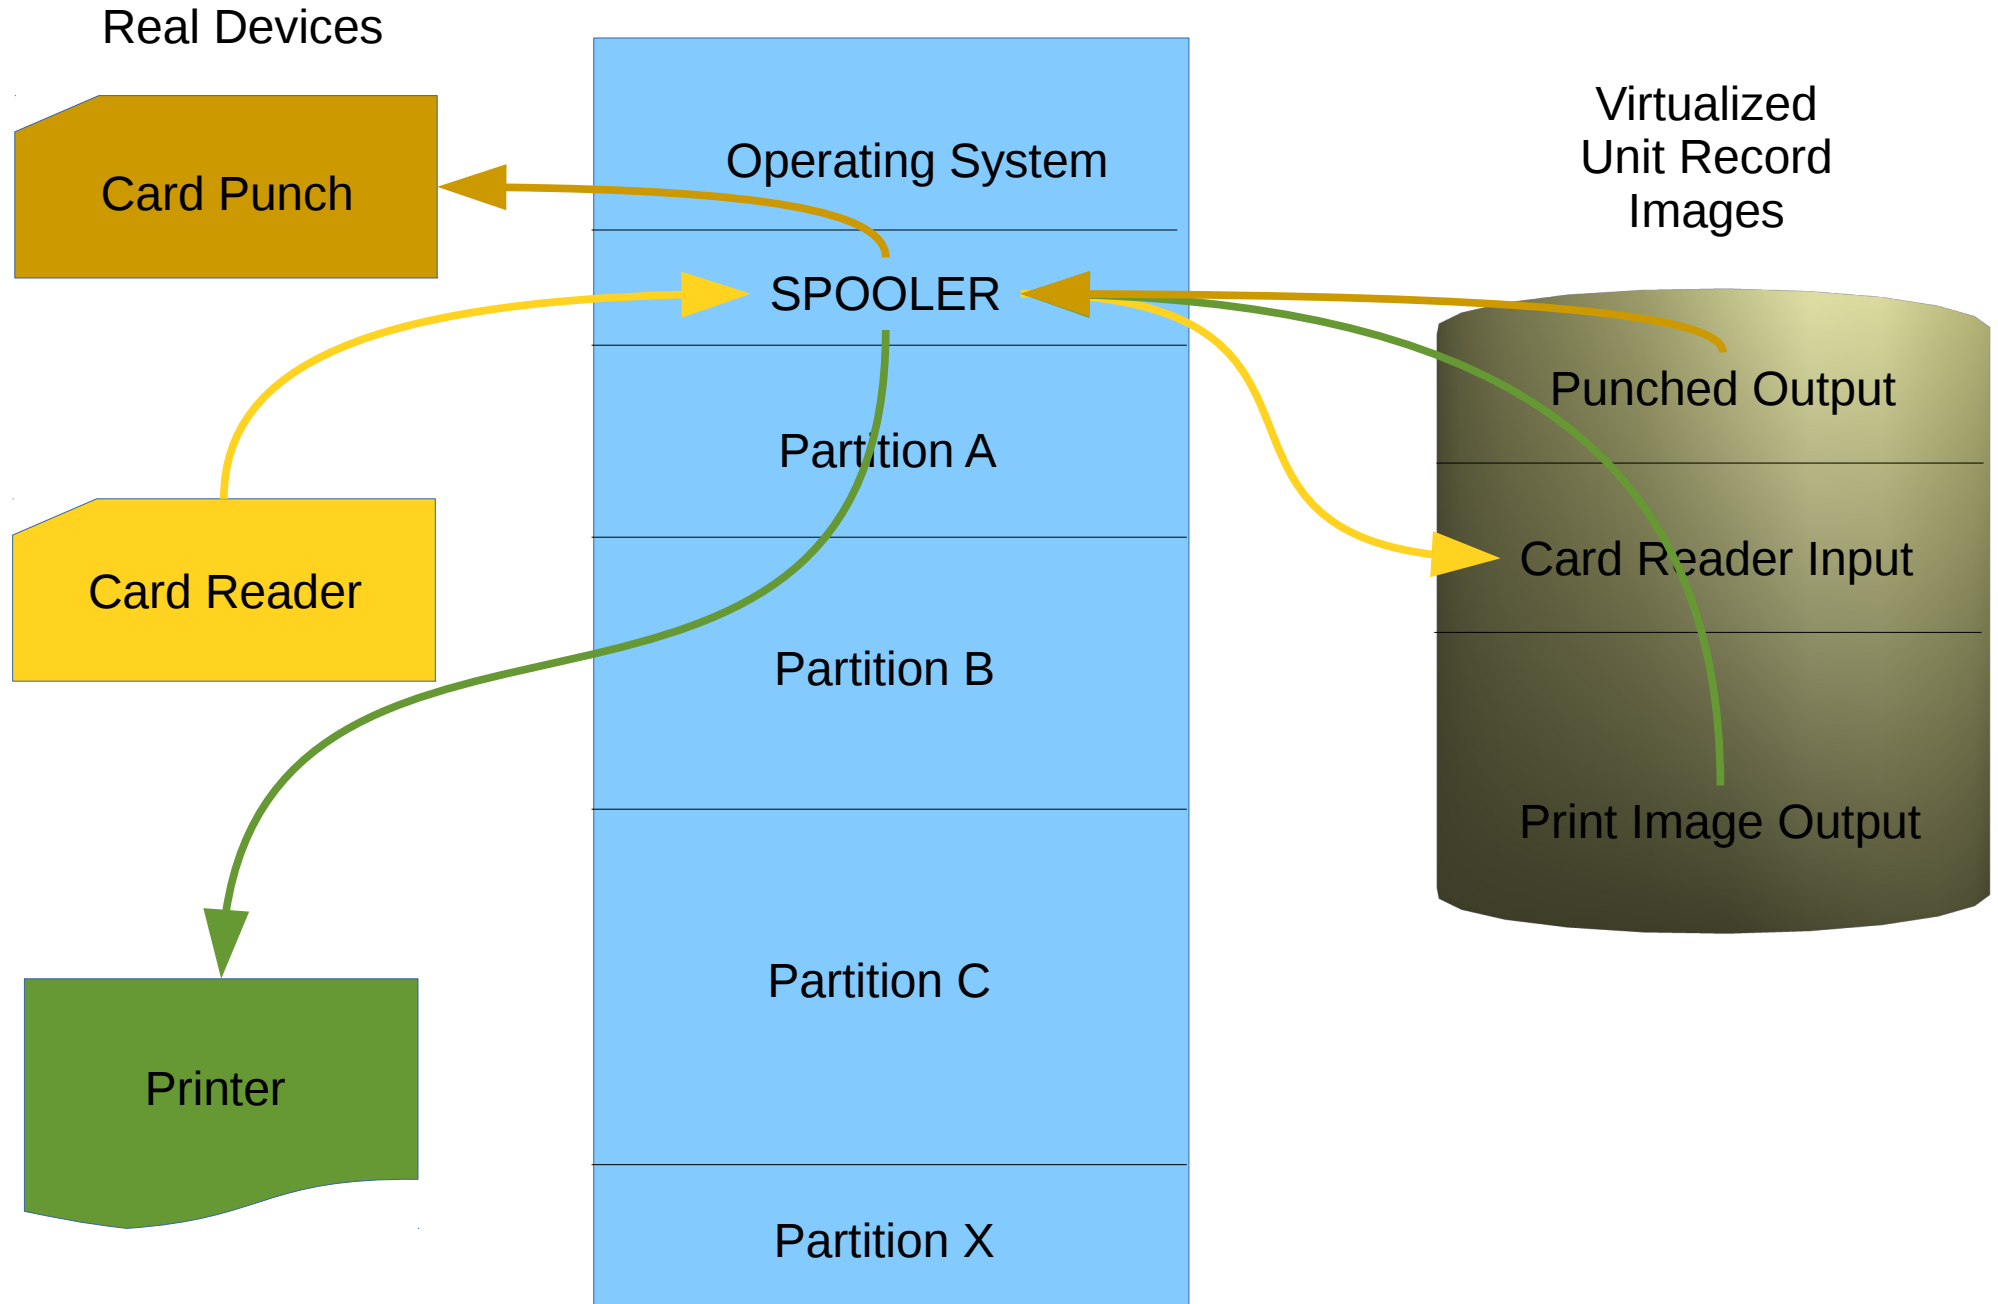 Real Devices
Card Punch
Card Reader
Printer
Operating System
SPOOLER
Partition A
Partition B
Partition C
Partition X
Virtualized
Unit Record
Images
Punched Output
Card Reader Input
Print Image Output